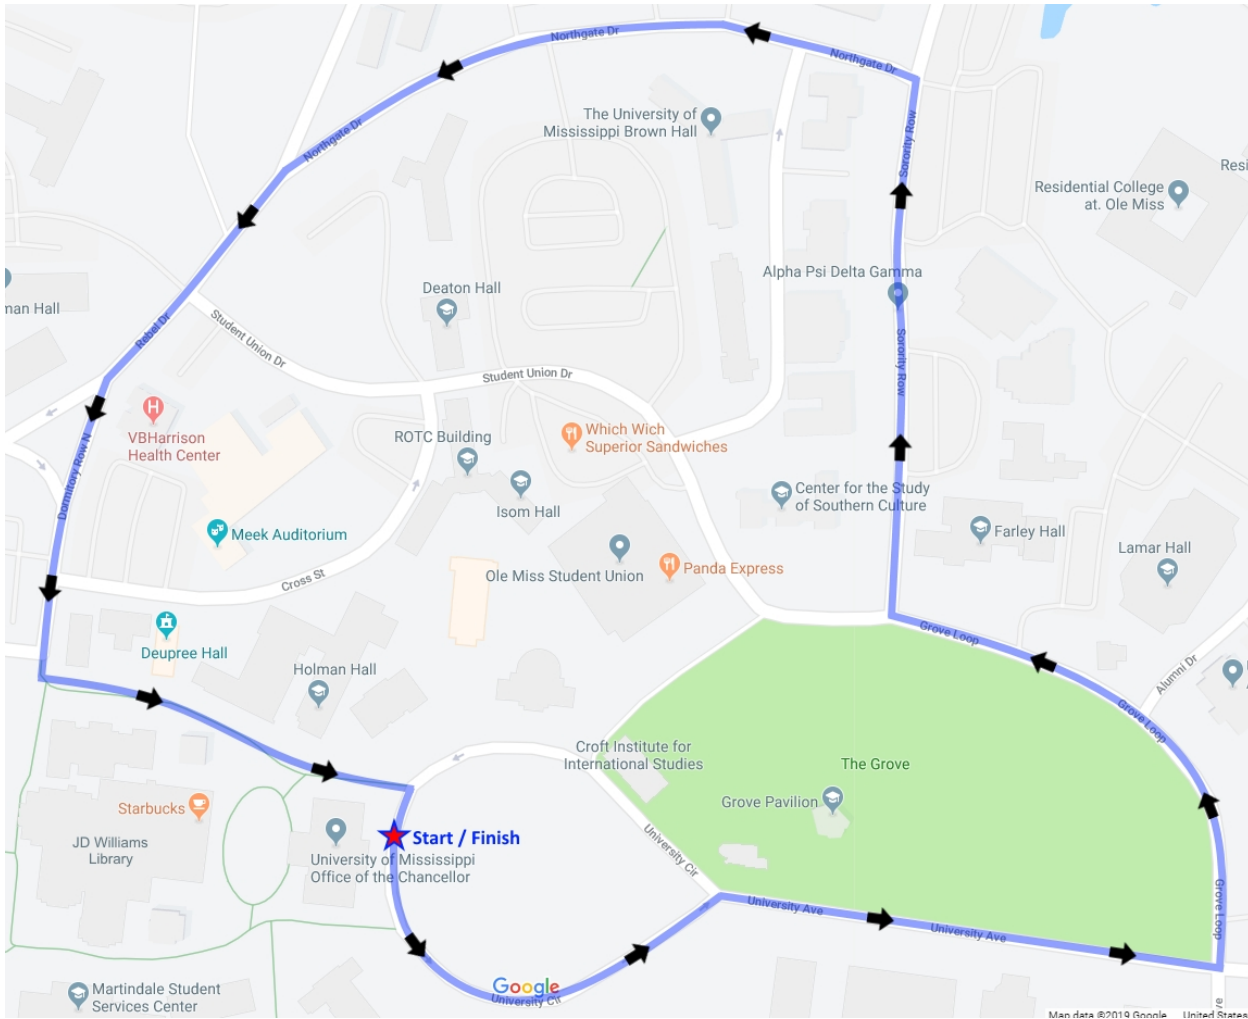 Northgate Dr
Northgate Dr
Northgate Dr
Sorority Row
The University of
Mississippi Brown Hall
Residential College
at. Ole Miss
Resi
Alpha Psi Delta Gamma
man Hall
Deaton Hall
Rebel Dr
Student Union Dr
Student Union Dr
Sorority Row
H
VBHarrison
Health Center
ROTC Building
Which Wich
Superior Sandwiches
Dormitory Row N
Isom Hall
Center for the Study
of Southern Culture
Meek Auditorium
Farley Hall
Lamar Hall
Ole Miss Student Union
Panda Express
Cross St
Deupree Hall
Grove Loop
Holman Hall
Alumni Dr
Grove Loop
Croft Institute for
International Studies
The Grove
Grove Pavilion
Starbucks
JD Williams
Library
Start / Finish
University of Mississippi
Office of the Chancellor
University Cir
University Ave
University Ave
Grove Loop
Google
University Cir
Martindale Student
Services Center
Map data ©2019 Google
United States